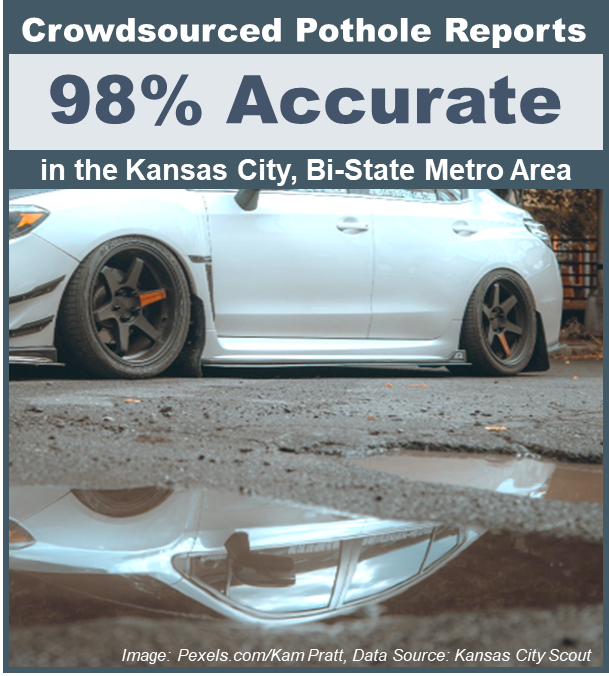 Crowdsourced Pothole Reports
98% Accurate
in the Kansas City, Bi-State Metro Area
Image: Pexels.com/Kam Pratt, Data Source: Kansas City Scout